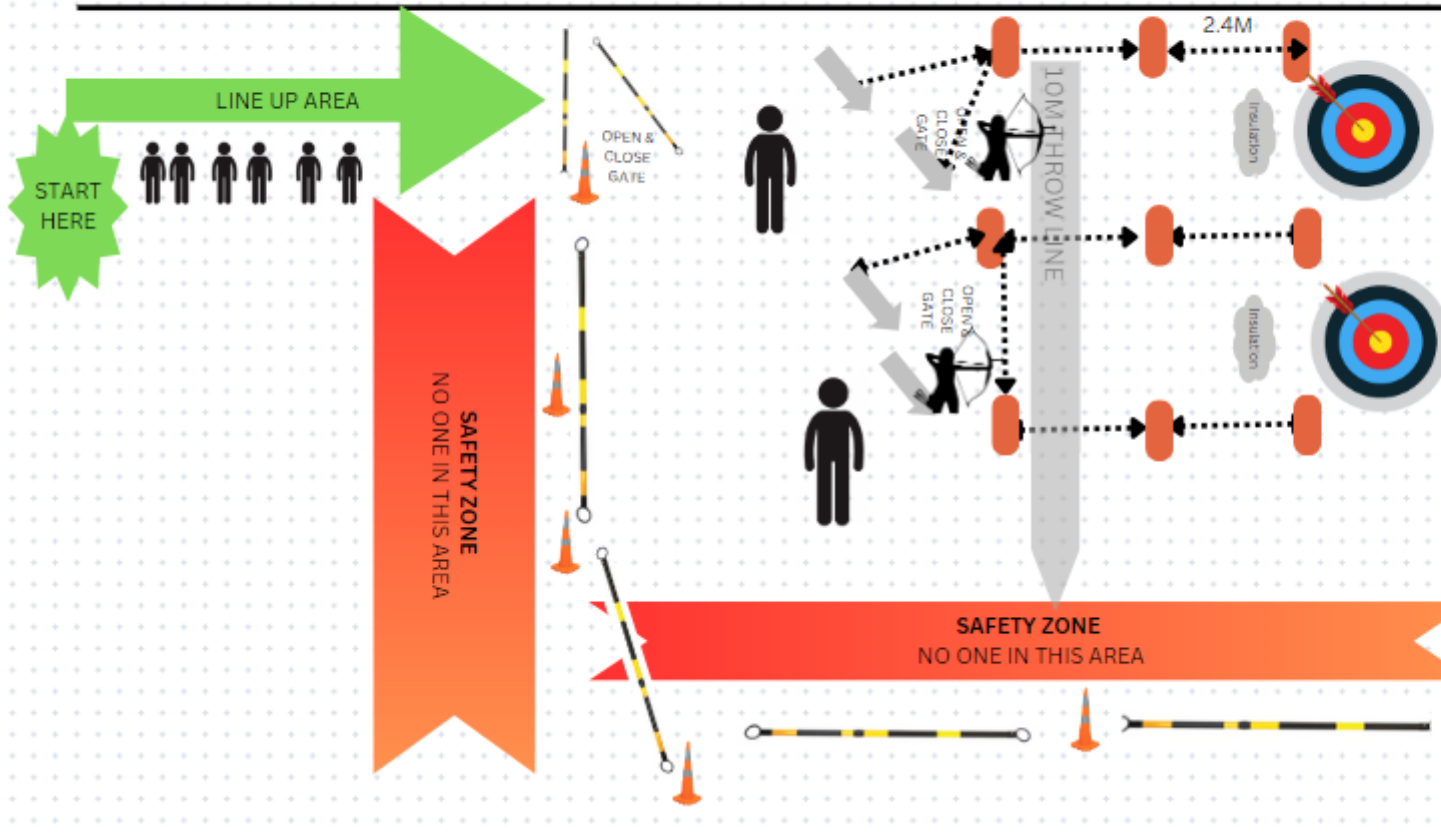 2.4M
LINE UP AREA
START
HERE
OPEN &
CLOSE
GATE
OPEN &
CLOSE
GATE
10M THROW LINE
Insulation
OPEN &
CLOSE
GATE
Insulation
SAFETY ZONE
NO ONE IN THIS AREA
SAFETY ZONE
NO ONE IN THIS AREA